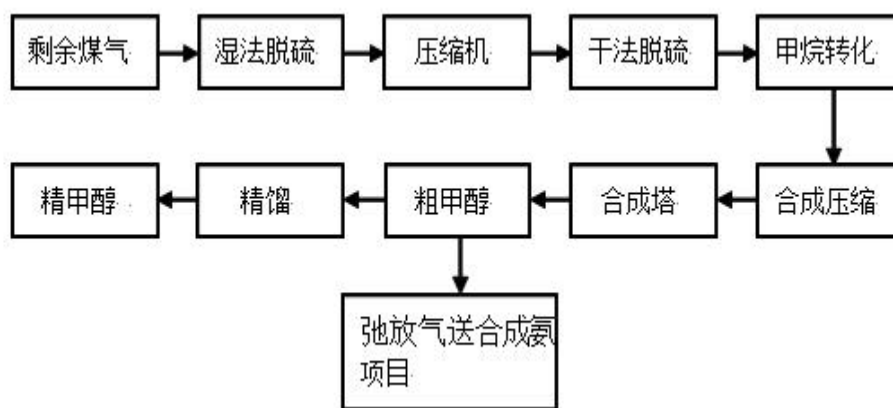 剩余煤气
湿法脱硫
压缩机
干法脱硫
甲烷转化
精甲醇
精馏
粗甲醇
合成塔
合成压缩
弛放气送合成氨
项目